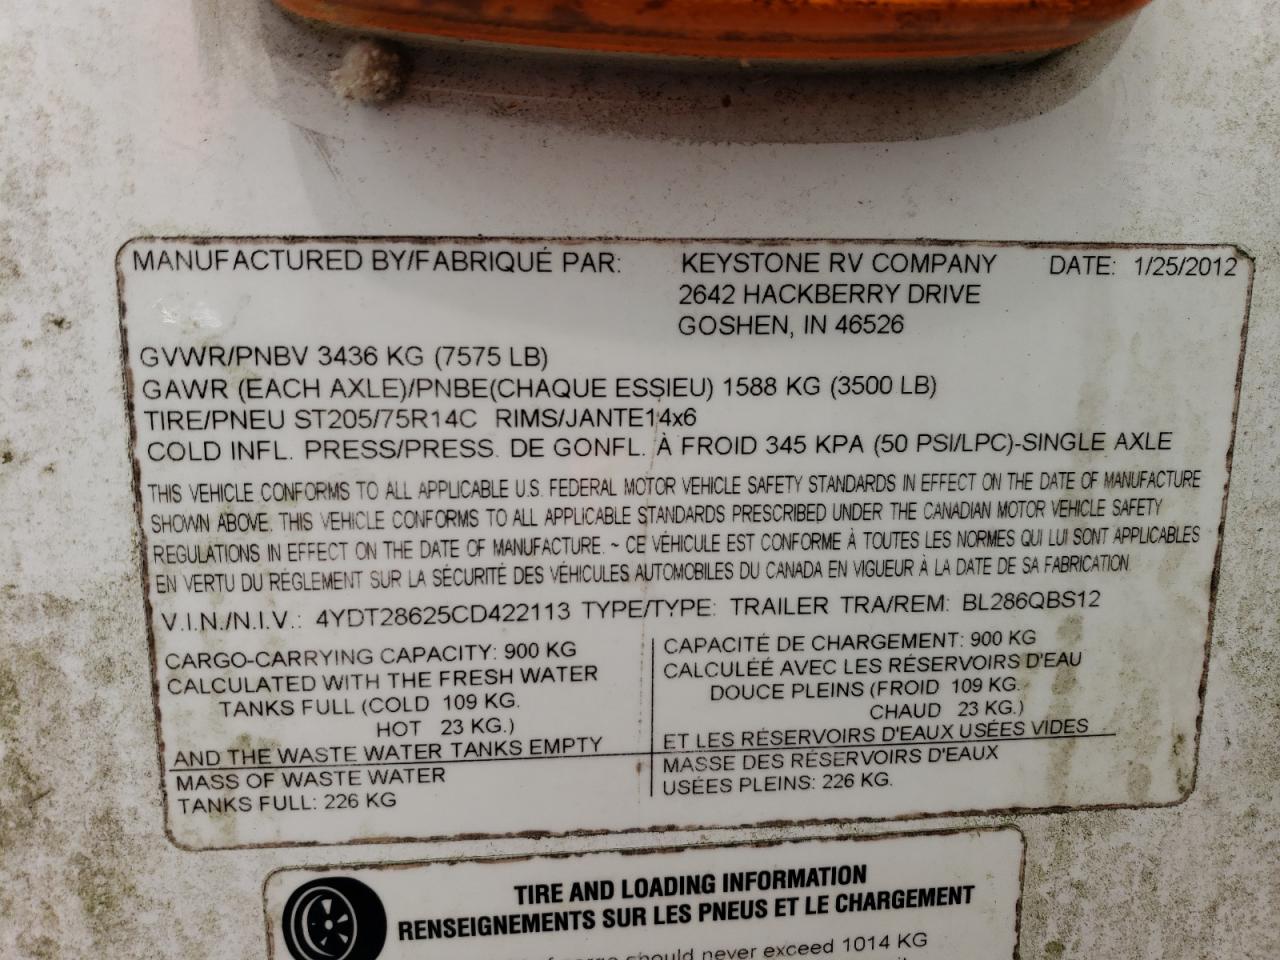 MANUFACTURED BY/FABRIQUÉ PAR: KEYSTONE RV COMPANY DATE: 1/25/2012
2642 HACKBERRY DRIVE
GOSHEN, IN 46526
GVWR/PNBV 3436 KG (7575 LB)
GAWR (EACH AXLE)/PNBE(CHAQUE ESSIEU) 1588 KG (3500 LB)
TIRE/PNEU ST205/75R14C RIMS/JANTE14x6
COLD INFL. PRESS/PRESS. DE GONFL. À FROID 345 KPA (50 PSI/LPC)-SINGLE AXLE
THIS VEHICLE CONFORMS TO ALL APPLICABLE U.S. FEDERAL MOTOR VEHICLE SAFETY STANDARDS IN EFFECT ON THE DATE OF MANUFACTURE
SHOWN ABOVE. THIS VEHICLE CONFORMS TO ALL APPLICABLE STANDARDS PRESCRIBED UNDER THE CANADIAN MOTOR VEHICLE SAFETY
REGULATIONS IN EFFECT ON THE DATE OF MANUFACTURE. ~ CE VÉHICULE EST CONFORME À TOUTES LES NORMES QUI LUI SONT APPLICABLES
EN VERTU DU RÉGLEMENT SUR LA SÉCURITÉ DES VÉHICULES AUTOMOBILES DU CANADA EN VIGUEUR À LA DATE DE SA FABRICATION
V.I.N./N.I.V.: 4YDT28625CD422113 TYPE/TYPE: TRAILER TRA/REM: BL286QBS12
CARGO-CARRYING CAPACITY: 900 KG
CALCULATED WITH THE FRESH WATER
TANKS FULL (COLD 109 KG.
HOT 23 KG.)
AND THE WASTE WATER TANKS EMPTY
MASS OF WASTE WATER
TANKS FULL: 226 KG
CAPACITÉ DE CHARGEMENT: 900 KG
CALCULÉÉ AVEC LES RÉSERVOIRS D'EAU
DOUCE PLEINS (FROID 109 KG.
CHAUD 23 KG.)
ET LES RÉSERVOIRS D'EAUX USÉES VIDES
MASSE DES RÉSERVOIRS D'EAUX
USÉES PLEINS: 226 KG.
TIRE AND LOADING INFORMATION
RENSEIGNEMENTS SUR LES PNEUS ET LE CHARGEMENT
should never exceed 1014 KG